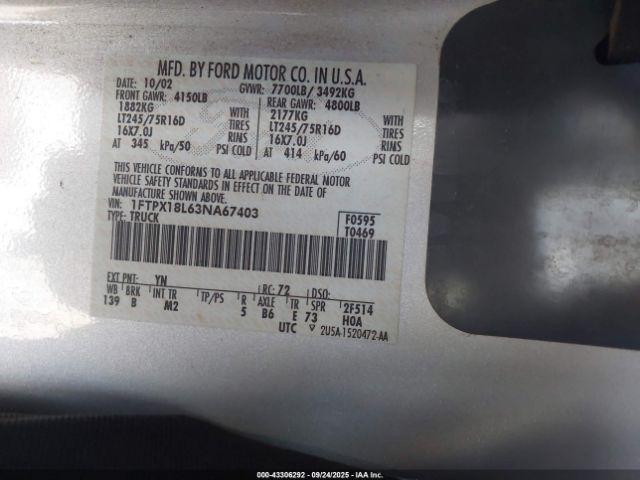 MFD. BY FORD MOTOR CO. IN U.S.A.
DATE: 10/02 GVWR: 7700LB/ 3492KG
FRONT GAWR: 4150LB REAR GAWR: 4800LB
1882KG WITH 2177KG WITH
LT245/75R16D TIRES LT245/75R16D TIRES
16X7.0J RIMS 16X7.0J RIMS
AT 345 kPa/50 PSI COLD AT 414 kPa/60 PSI COLD
THIS VEHICLE CONFORMS TO ALL APPLICABLE FEDERAL MOTOR
VEHICLE SAFETY STANDARDS IN EFFECT ON THE DATE OF
MANUFACTURE SHOWN ABOVE.
VIN: 1FTPX18L63NA67403 F0595
TYPE: TRUCK T0469
EXT PNT: YN RC: 72 DSO:
WB BRK INT TR TP/PS R AXLE TR SPR 2F514
139 B M2 5 B6 E 73 H0A
UTC ▽ 2U5A-1520472-AA
000-43306292 - 09/24/2025 - IAAI.COM